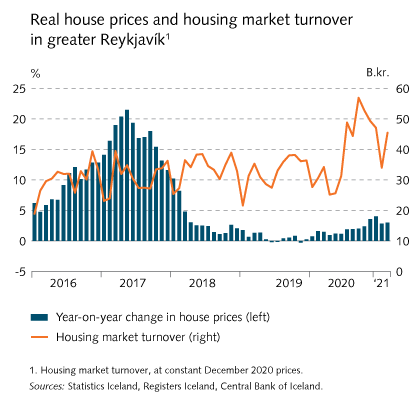 Real house prices and housing market turnover
in greater Reykjavík¹
% B.kr.
25 60
20 50
15 40
10 30
5 20
0 10
-5 0
2016 2017 2018 2019 2020 '21
Year-on-year change in house prices (left)
Housing market turnover (right)
1. Housing market turnover, at constant December 2020 prices.
Sources: Statistics Iceland, Registers Iceland, Central Bank of Iceland.